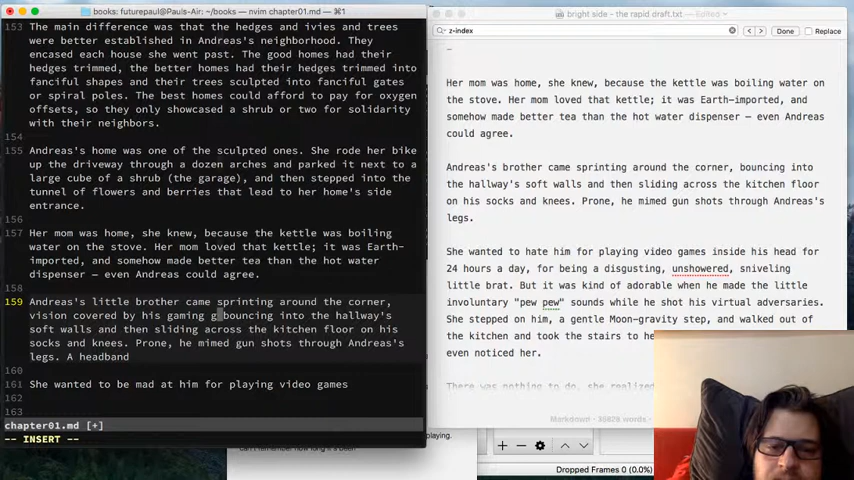 books: futurepaul@Pauls-Air: ~/books — nvim chapter01.md — ⌘1
153 The main difference was that the hedges and ivies and trees
were better established in Andreas's neighborhood. They
encased each house she went past. The good homes had their
hedges trimmed, the better homes had their hedges trimmed into
fanciful shapes and their trees sculpted into fanciful gates
or spiral poles. The best homes could afford to pay for oxygen
offsets, so they only showcased a shrub or two for solidarity
with their neighbors.
154
155 Andreas's home was one of the sculpted ones. She rode her bike
up the driveway through a dozen arches and parked it next to a
large cube of a shrub (the garage), and then stepped into the
tunnel of flowers and berries that lead to her home's side
entrance.
156
157 Her mom was home, she knew, because the kettle was boiling
water on the stove. Her mom loved that kettle; it was Earth-
imported, and somehow made better tea than the hot water
dispenser — even Andreas could agree.
158
159 Andreas's little brother came sprinting around the corner,
vision covered by his gaming gbouncing into the hallway's
soft walls and then sliding across the kitchen floor on his
socks and knees. Prone, he mimed gun shots through Andreas's
legs. A headband
160
161 She wanted to be mad at him for playing video games
162
163
chapter01.md [+]
-- INSERT --
bright side - the rapid draft.txt — Edited
z-index
Done
Replace
Her mom was home, she knew, because the kettle was boiling water on
the stove. Her mom loved that kettle; it was Earth-imported, and
somehow made better tea than the hot water dispenser — even Andreas
could agree.
Andreas's brother came sprinting around the corner, bouncing into
the hallway's soft walls and then sliding across the kitchen floor
on his socks and knees. Prone, he mimed gun shots through Andreas's
legs.
She wanted to hate him for playing video games inside his head for
24 hours a day, for being a disgusting, unshowered, sniveling
little brat. But it was kind of adorable when he made the little
involuntary "pew pew" sounds while he shot his virtual adversaries.
She stepped on him, a gentle Moon-gravity step, and walked out of
the kitchen and took the stairs to he
even noticed her.
There was nothing to do, she realized
Markdown - 36829 words
playing.
can't remember how long it's been
Dropped Frames 0 (0.0%)